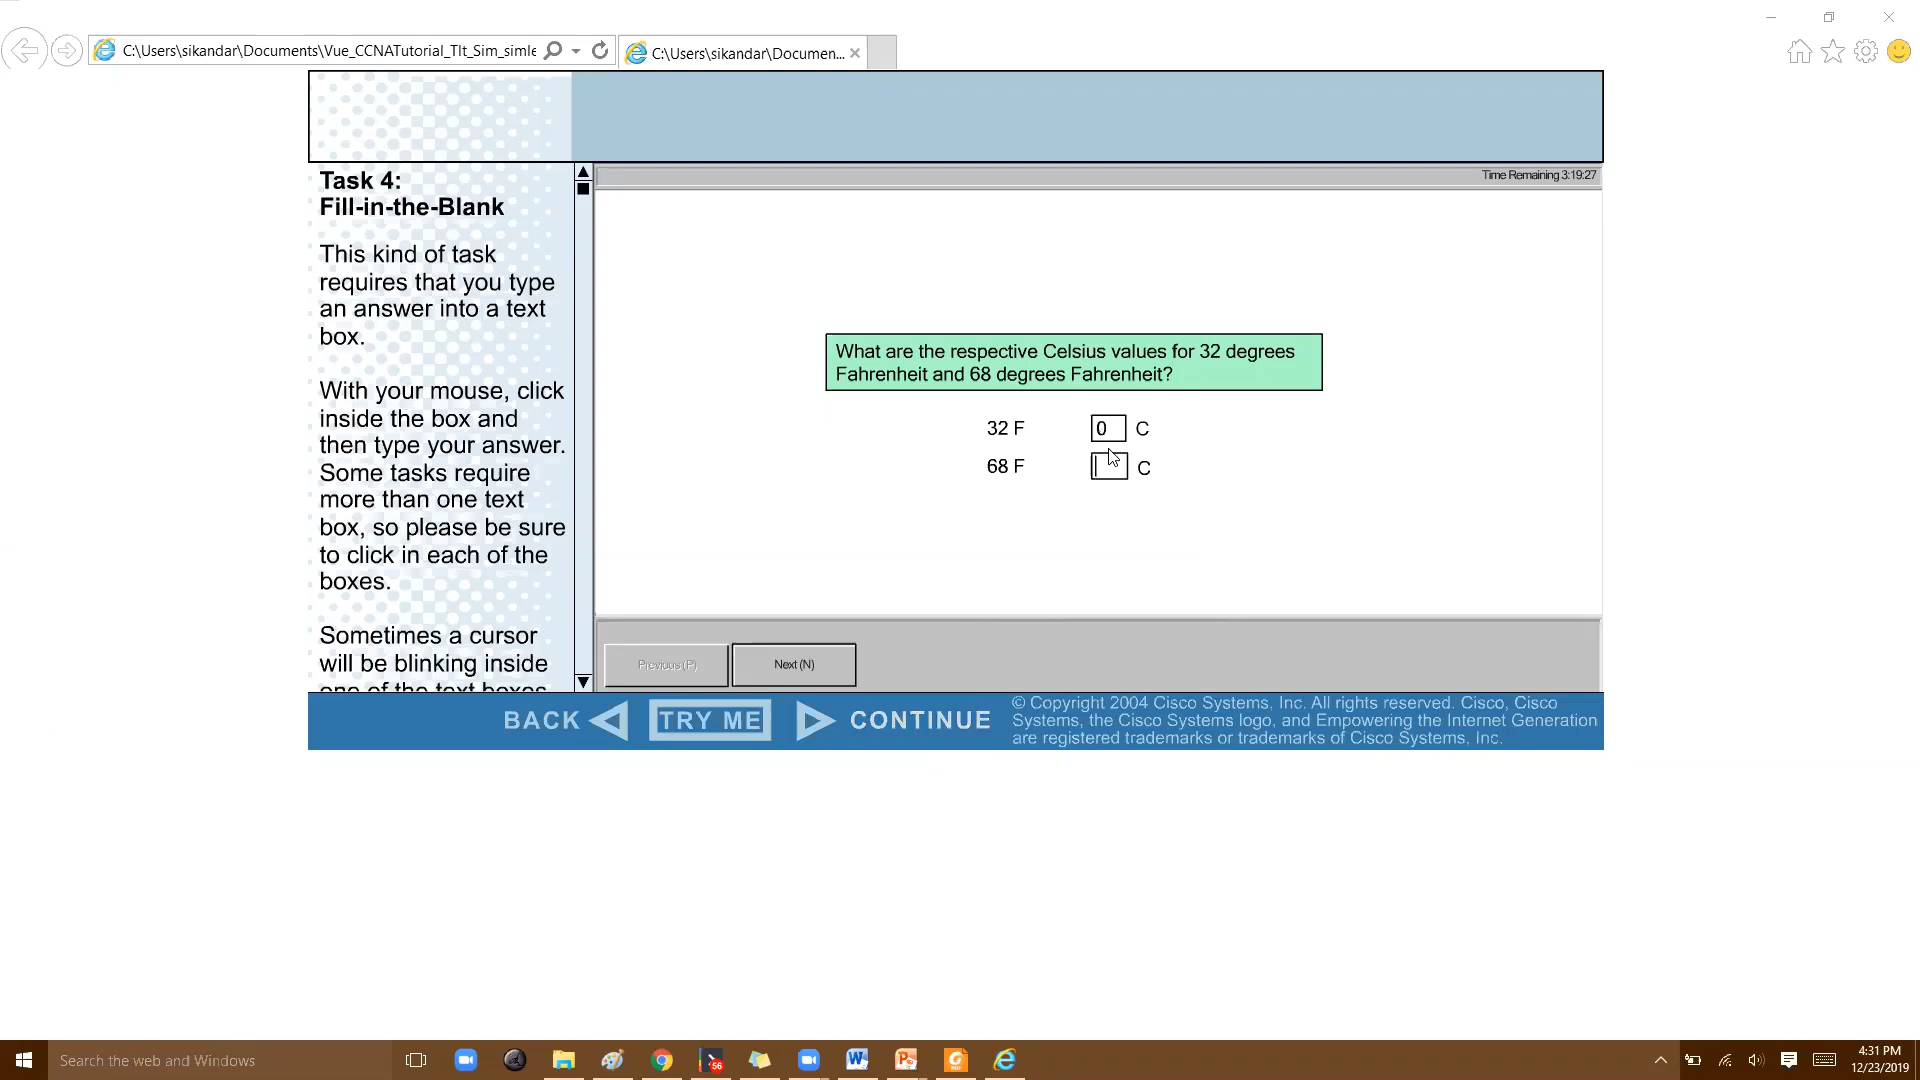 C:\Users\sikandar\Documents\Vue_CCNATutorial_Tlt_Sim_simle
C:\Users\sikandar\Documen...
Time Remaining 3:19:27
Task 4:
Fill-in-the-Blank
This kind of task
requires that you type
an answer into a text
box.
With your mouse, click
inside the box and
then type your answer.
Some tasks require
more than one text
box, so please be sure
to click in each of the
boxes.
Sometimes a cursor
will be blinking inside
one of the text boxes
What are the respective Celsius values for 32 degrees
Fahrenheit and 68 degrees Fahrenheit?
32 F 0 C
68 F C
Previous (P) Next (N)
BACK TRY ME CONTINUE
© Copyright 2004 Cisco Systems, Inc. All rights reserved. Cisco, Cisco
Systems, the Cisco Systems logo, and Empowering the Internet Generation
are registered trademarks or trademarks of Cisco Systems, Inc.
Search the web and Windows
56
4:31 PM
12/23/2019